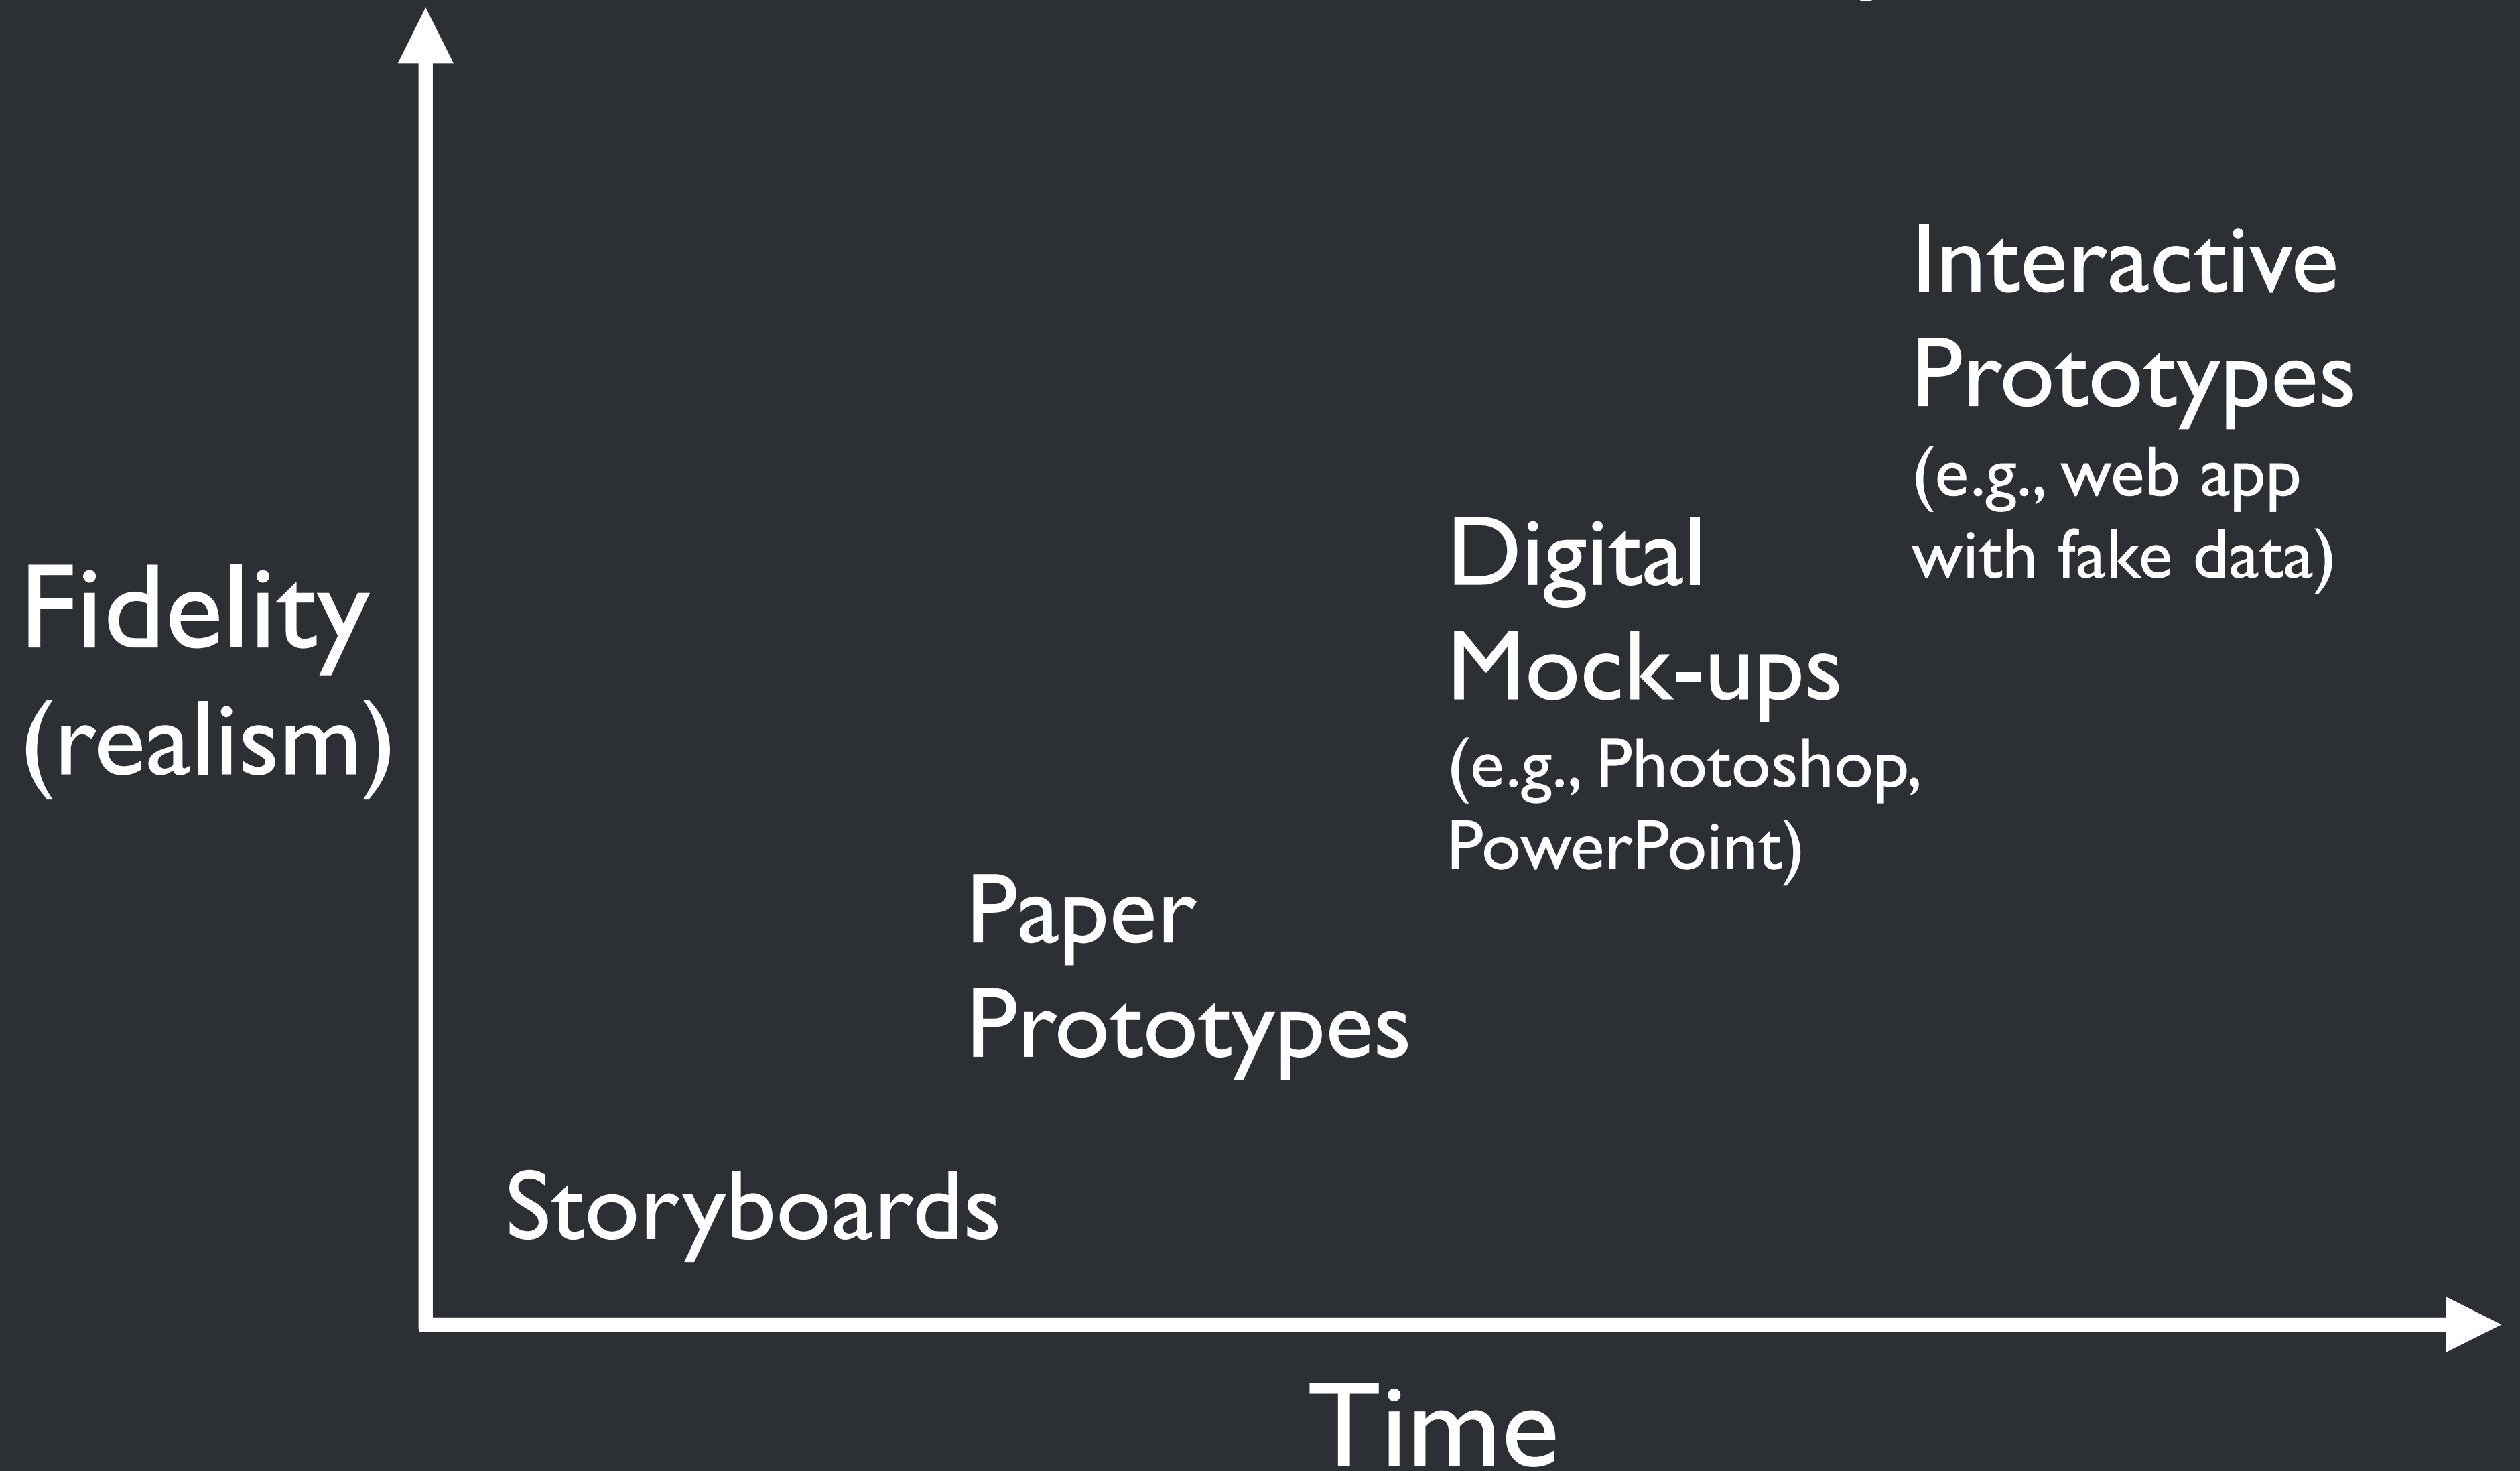 Interactive
Prototypes
(e.g., web app
with fake data)
Digital
Mock-ups
(e.g., Photoshop,
PowerPoint)
Fidelity
(realism)
Paper
Prototypes
Storyboards
Time